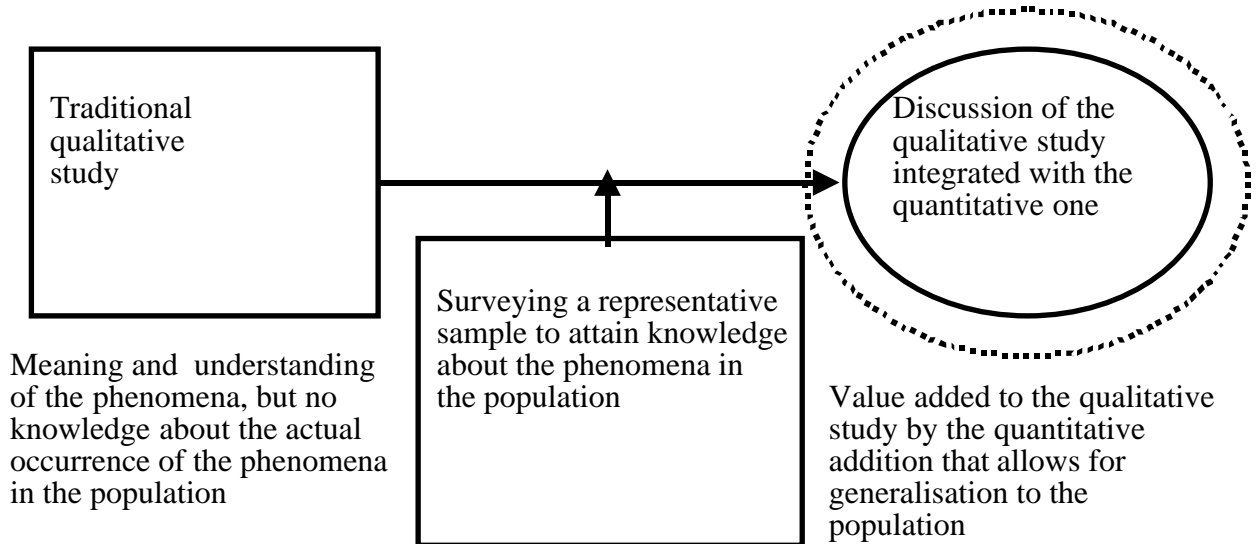 Traditional
qualitative
study
Discussion of the
qualitative study
integrated with the
quantitative one
Surveying a representative
sample to attain knowledge
about the phenomena in
the population
Meaning and  understanding
of the phenomena, but no
knowledge about the actual
occurrence of the phenomena
in the population
Value added to the qualitative
study by the quantitative
addition that allows for
generalisation to the
population